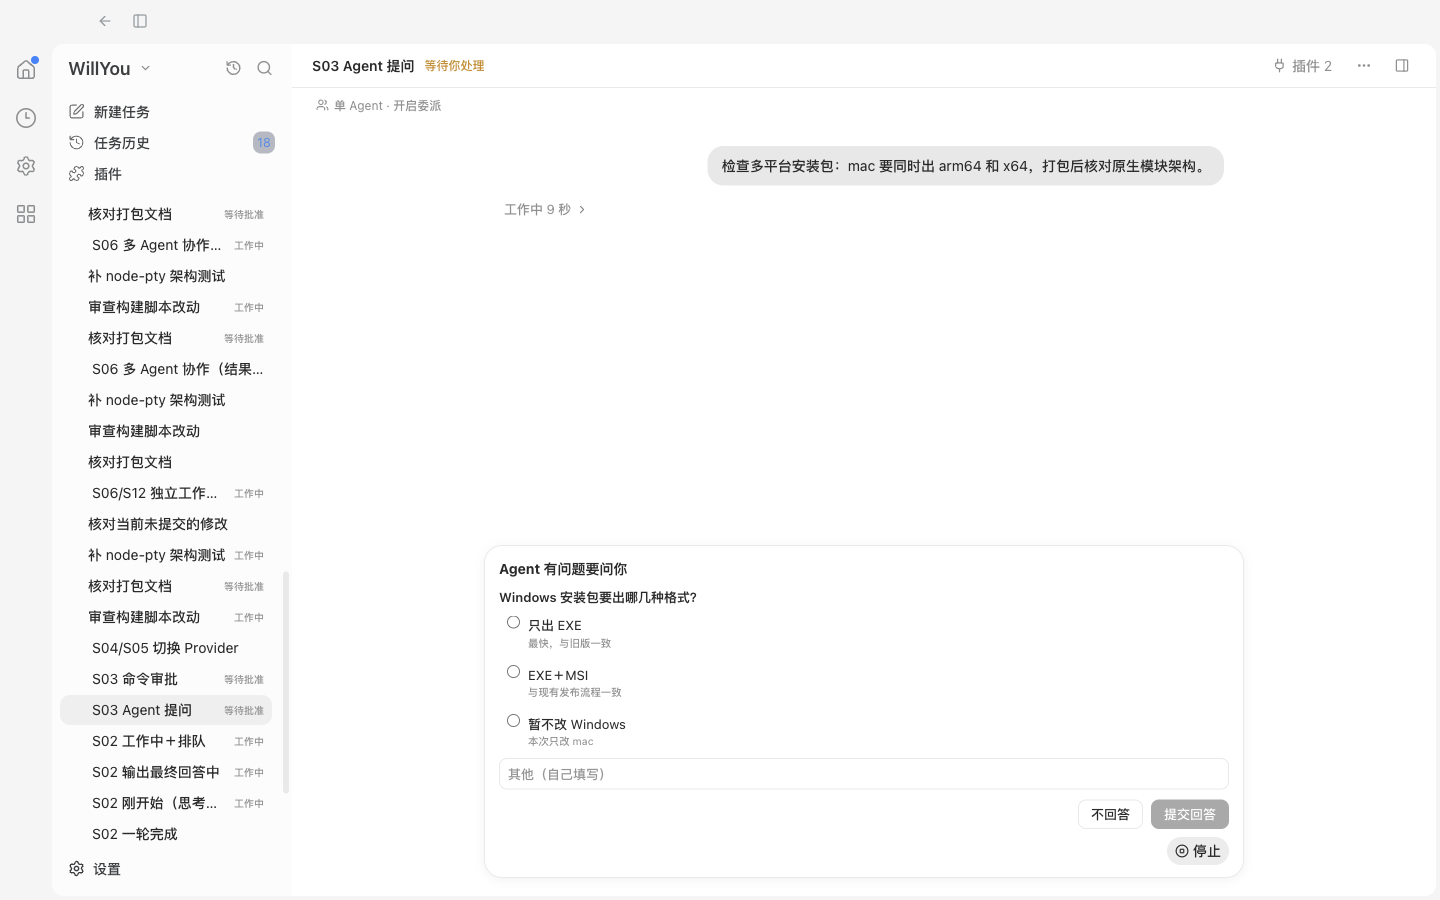 WillYou
新建任务
任务历史 18
插件
核对打包文档 等待批准
S06 多 Agent 协作... 工作中
补 node-pty 架构测试
审查构建脚本改动 工作中
核对打包文档 等待批准
S06 多 Agent 协作（结果...
补 node-pty 架构测试
审查构建脚本改动
核对打包文档
S06/S12 独立工作... 工作中
核对当前未提交的修改
补 node-pty 架构测试 工作中
核对打包文档 等待批准
审查构建脚本改动 工作中
S04/S05 切换 Provider
S03 命令审批 等待批准
S03 Agent 提问 等待批准
S02 工作中＋排队 工作中
S02 输出最终回答中 工作中
S02 刚开始（思考... 工作中
S02 一轮完成
设置
S03 Agent 提问 等待你处理
插件 2
单 Agent · 开启委派
检查多平台安装包：mac 要同时出 arm64 和 x64，打包后核对原生模块架构。
工作中 9 秒
Agent 有问题要问你
Windows 安装包要出哪几种格式？
只出 EXE
最快，与旧版一致
EXE＋MSI
与现有发布流程一致
暂不改 Windows
本次只改 mac
其他（自己填写）
不回答 提交回答
停止